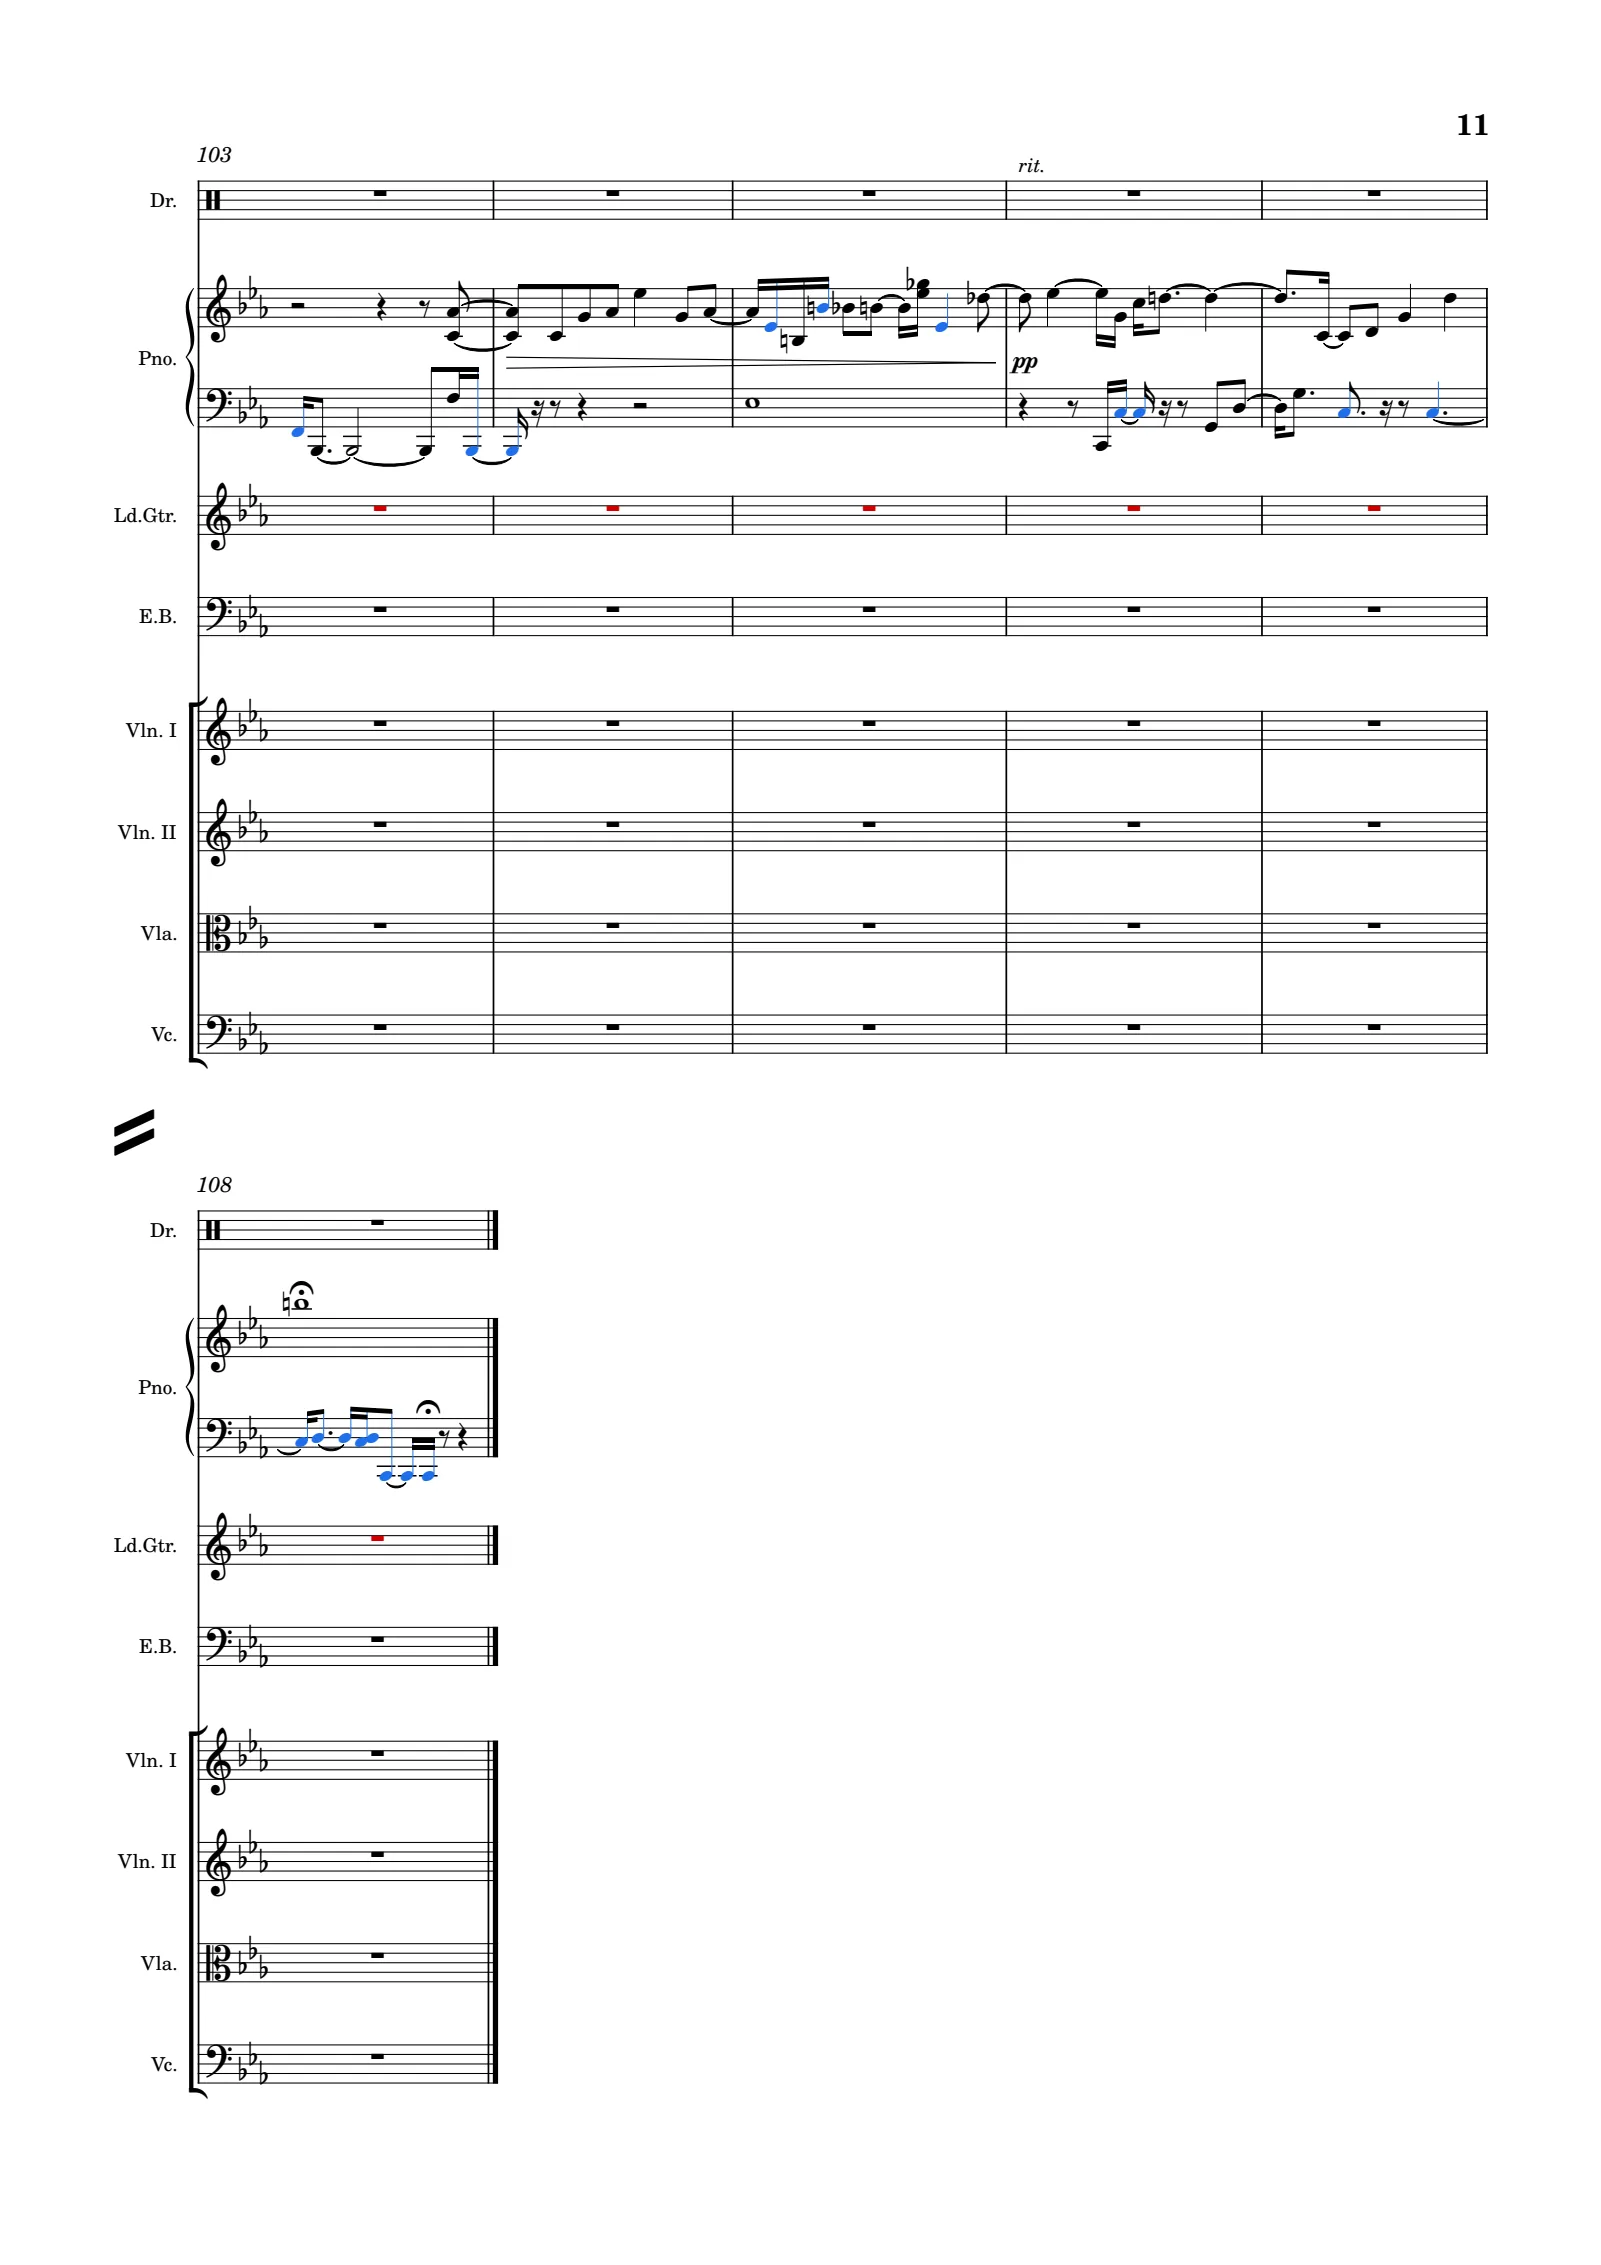 11
103
rit.
Dr.
Pno.
pp
Ld.Gtr.
E.B.
Vln. I
Vln. II
Vla.
Vc.
108
Dr.
Pno.
Ld.Gtr.
E.B.
Vln. I
Vln. II
Vla.
Vc.